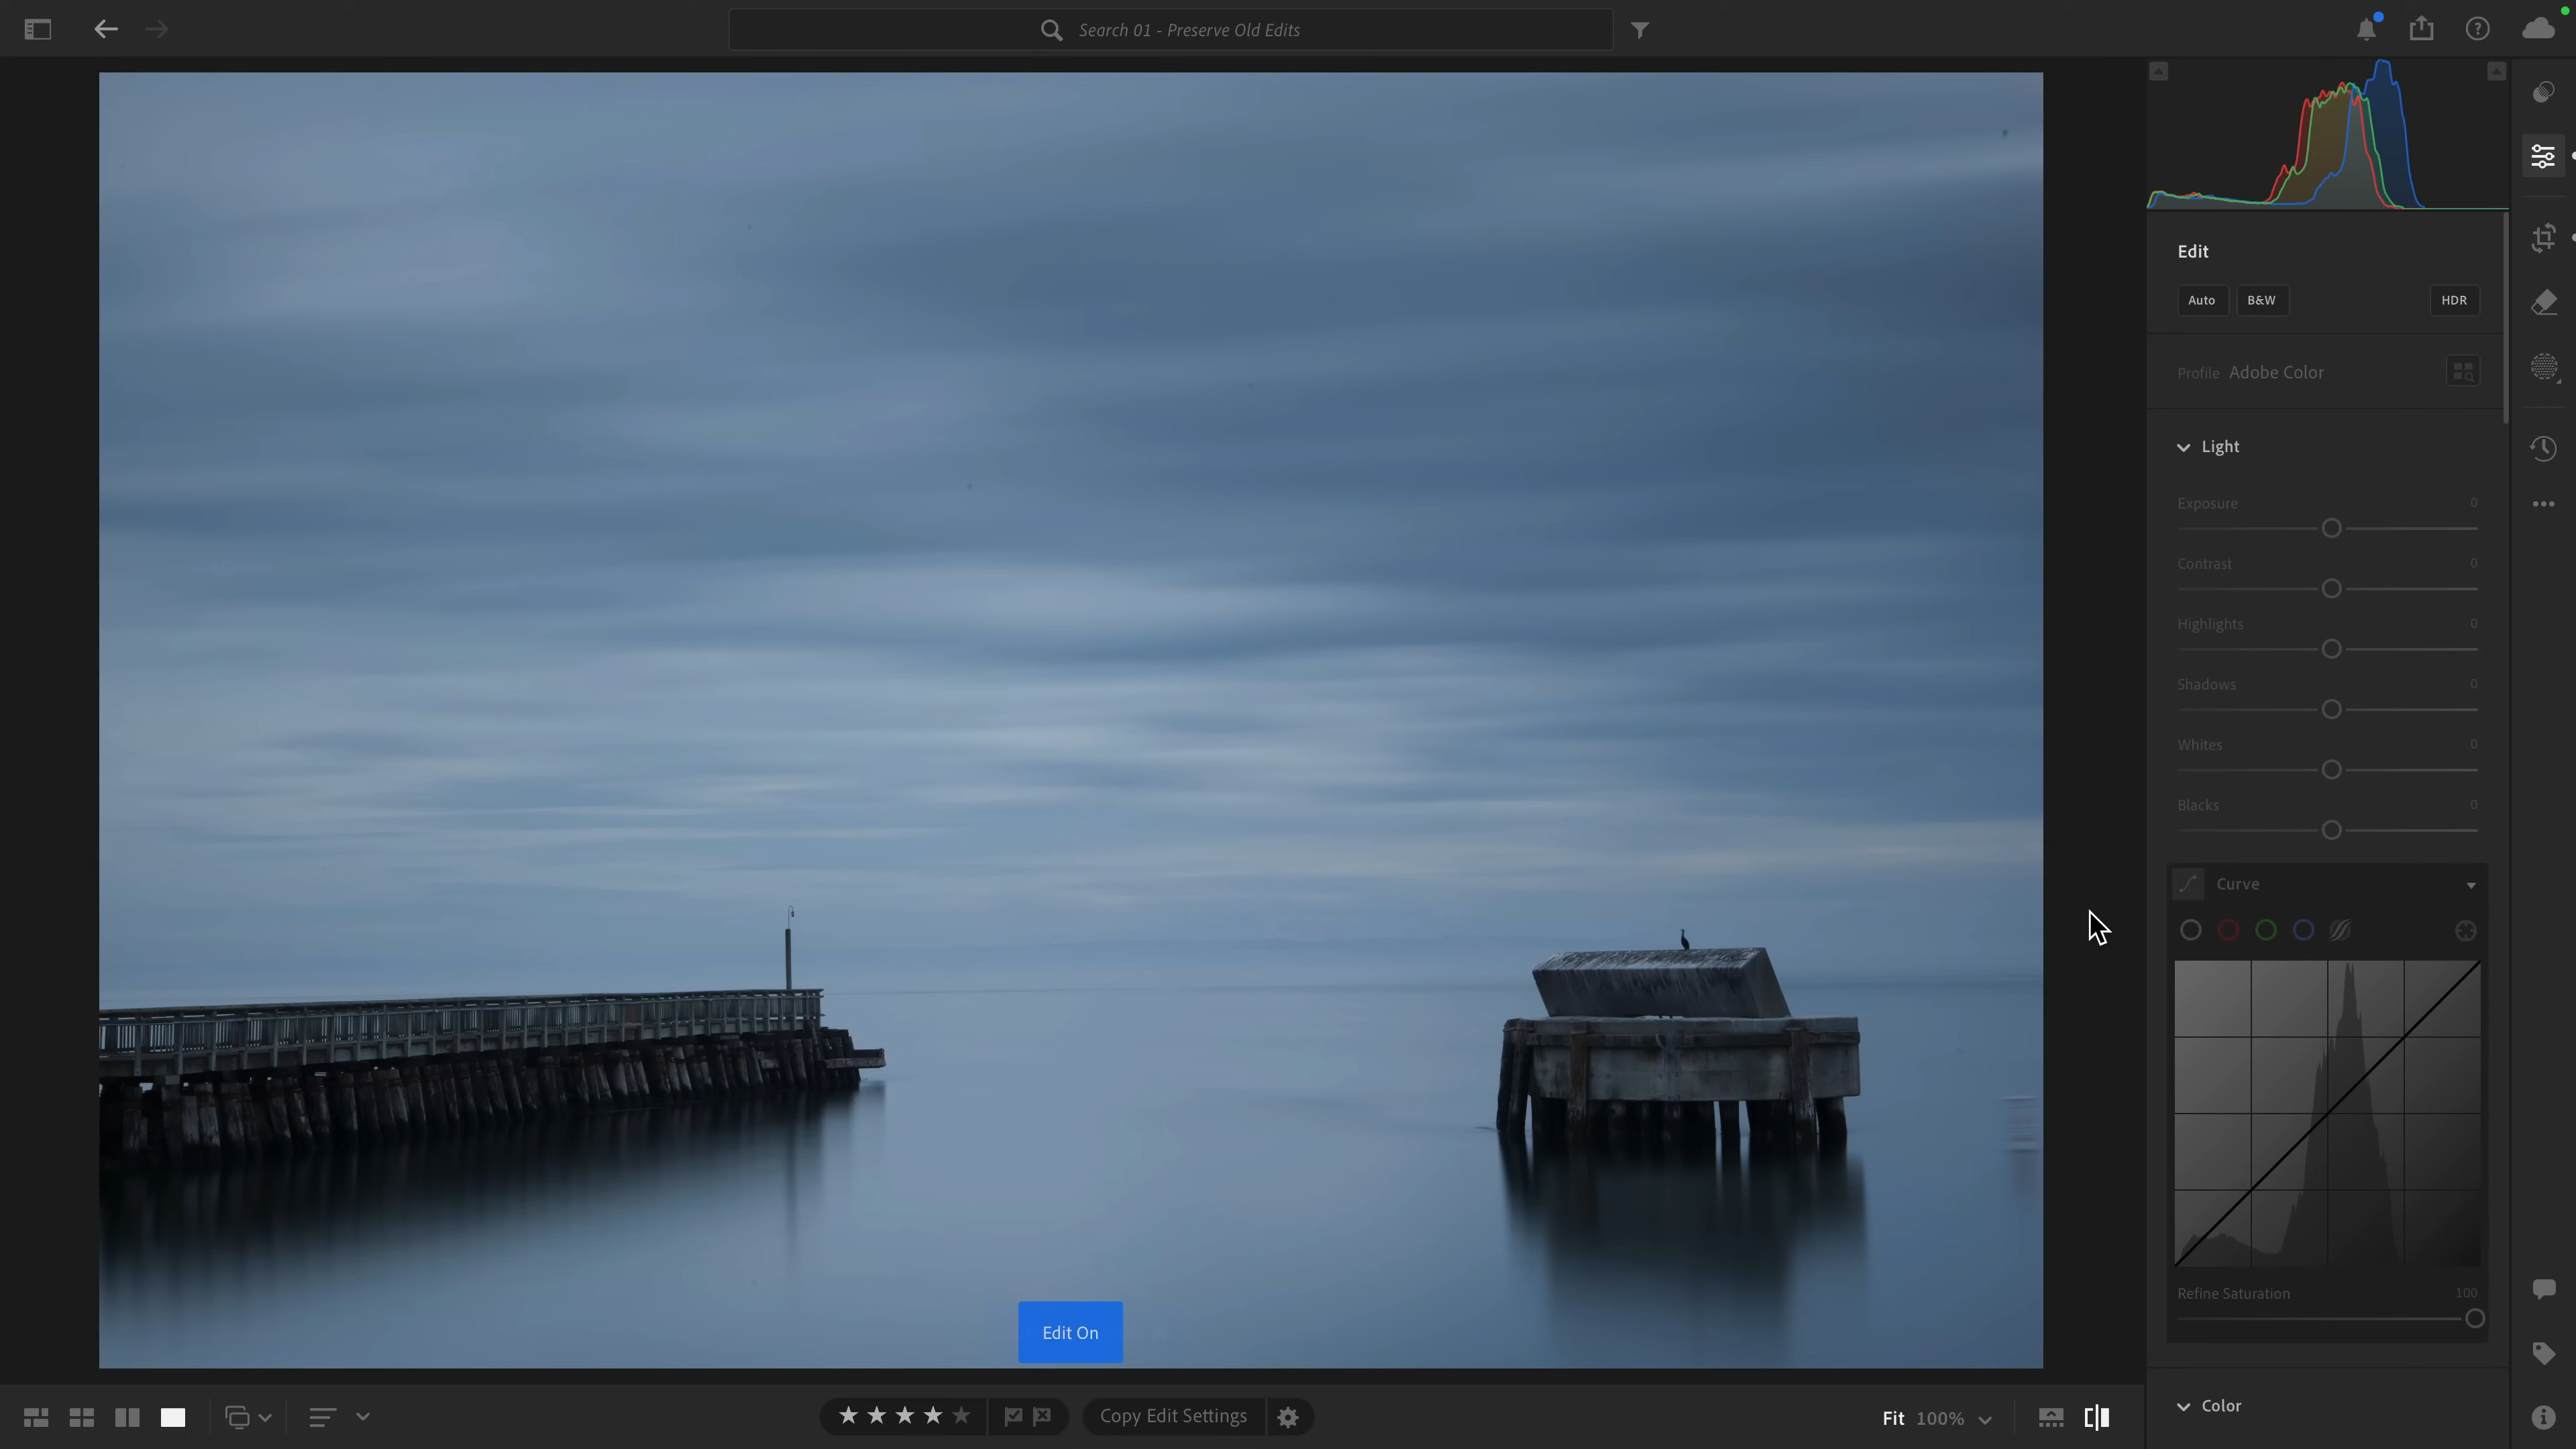 Search 01 - Preserve Old Edits
Edit
Auto
B&W
HDR
Profile Adobe Color
Light
Exposure 0
Contrast 0
Highlights 0
Shadows 0
Whites 0
Blacks 0
Curve
Refine Saturation 100
Color
Edit On
Copy Edit Settings
Fit 100%